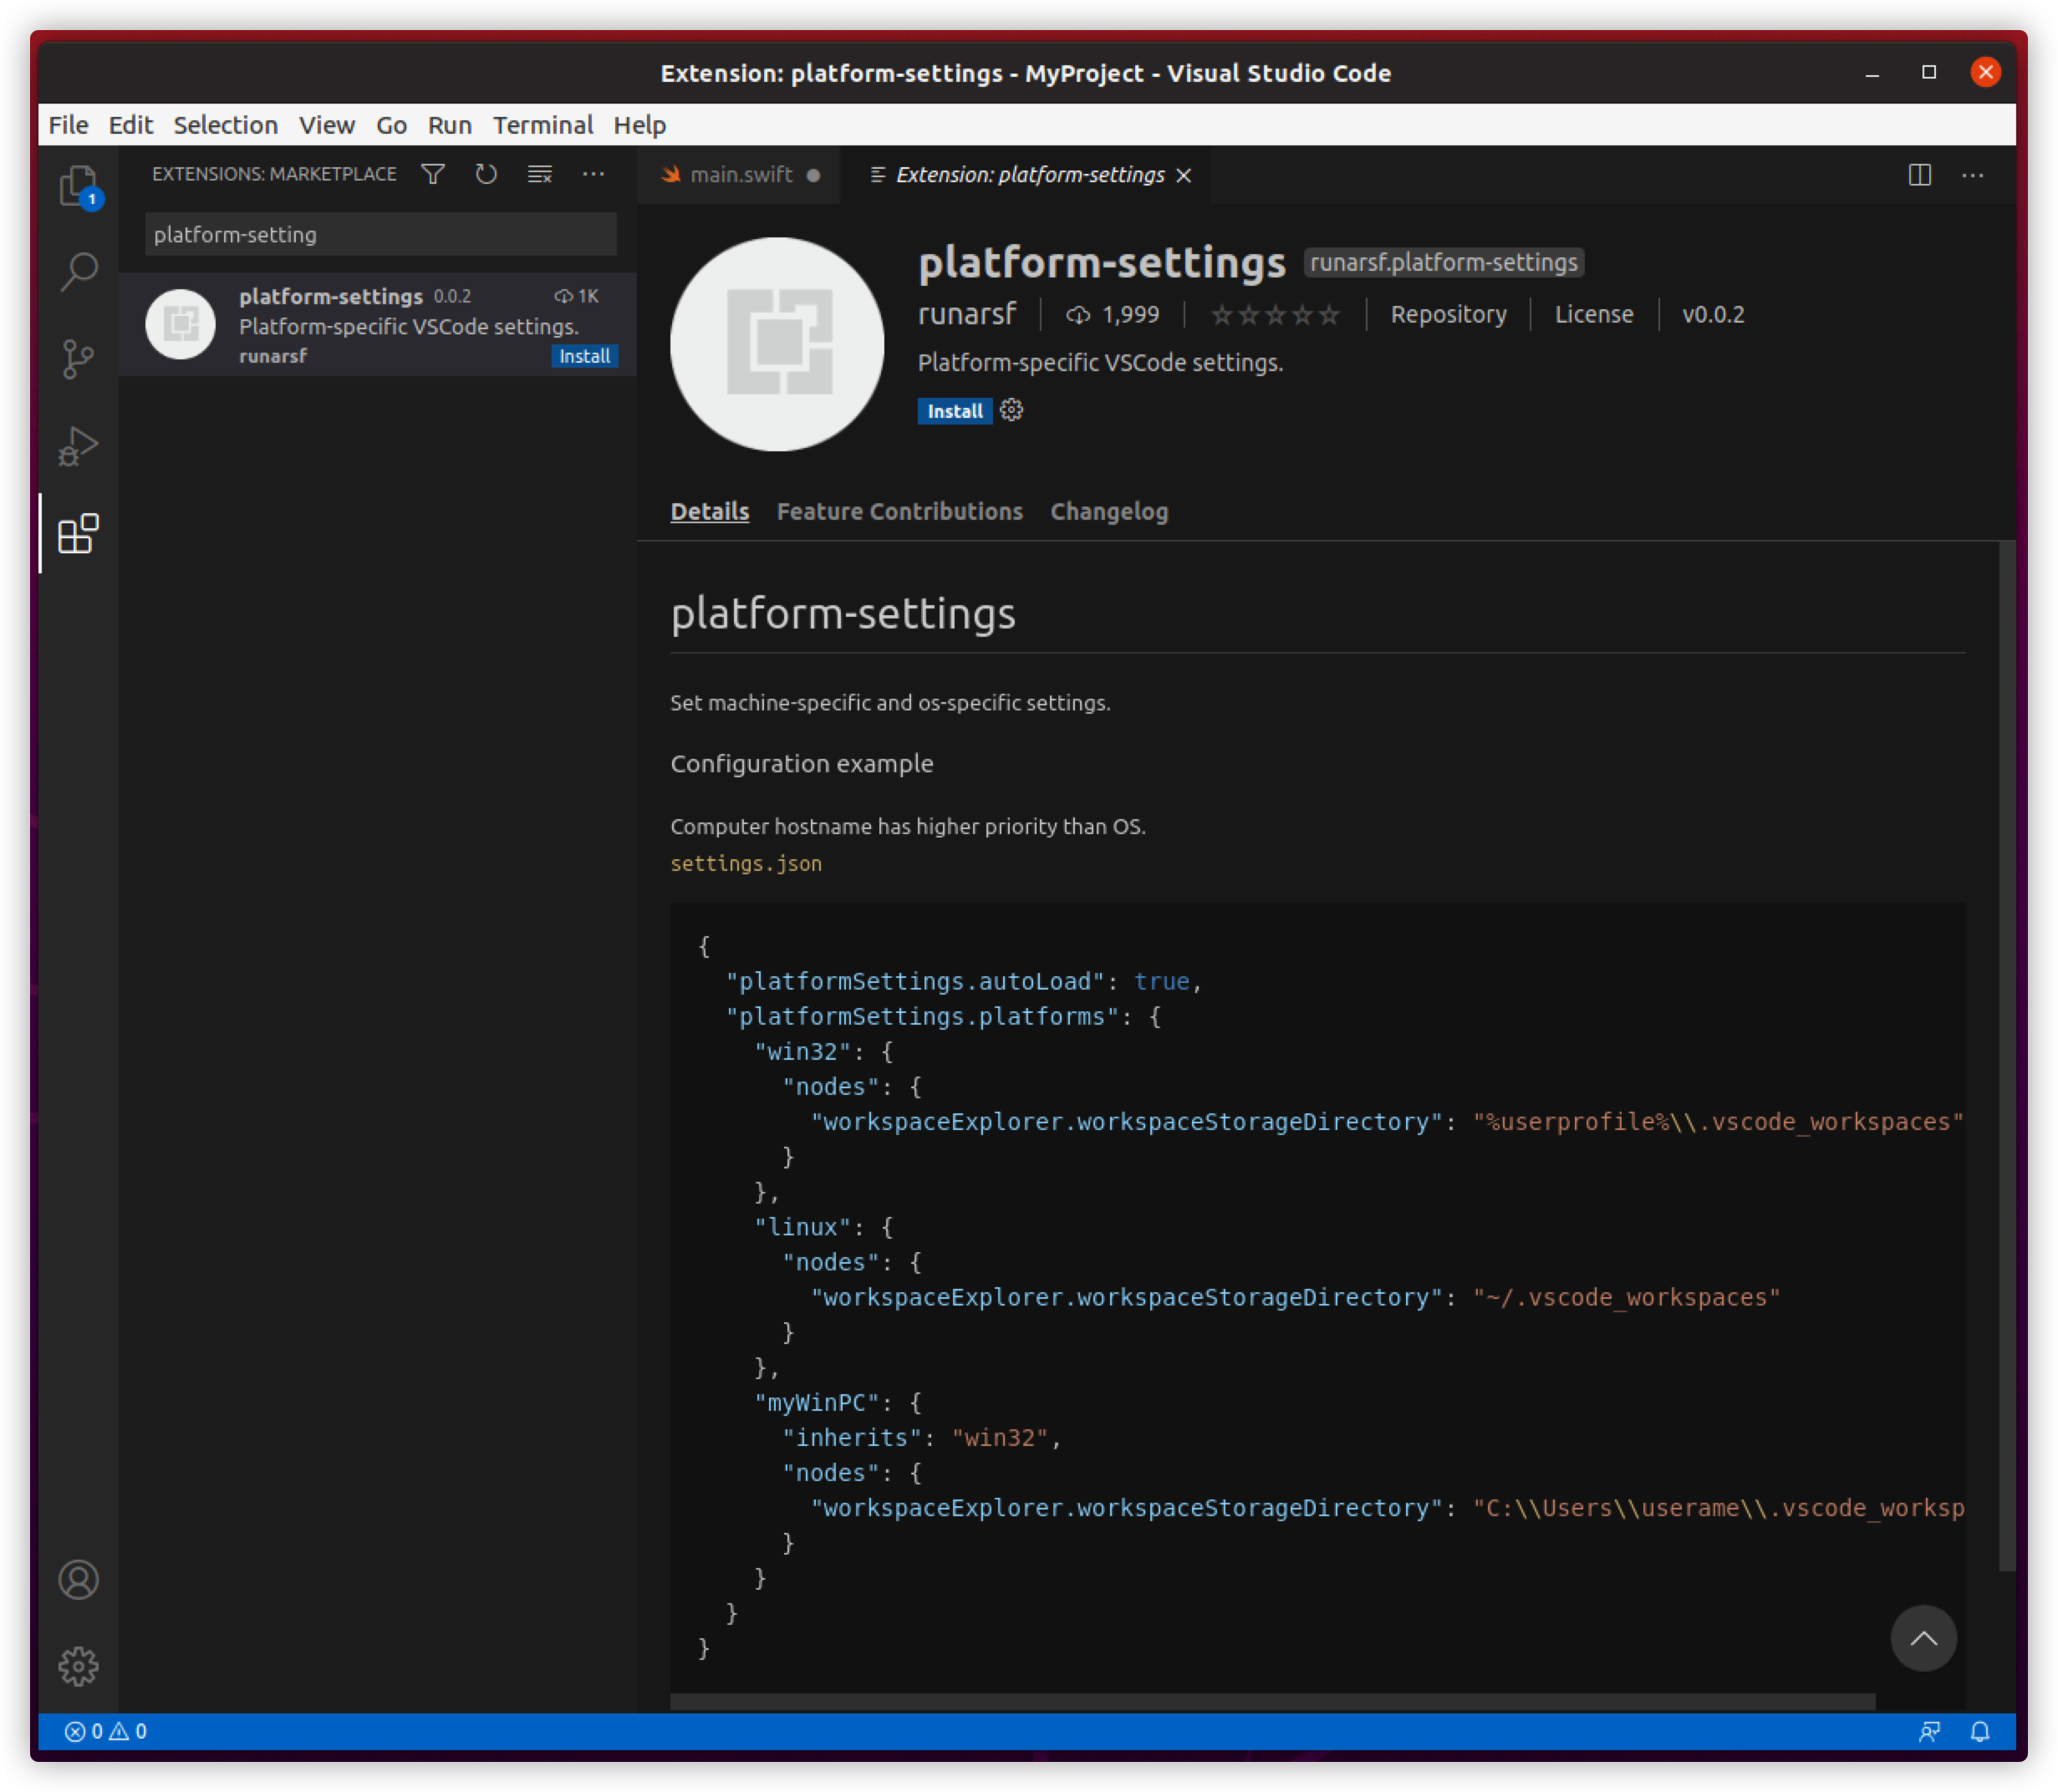 Extension: platform-settings - MyProject - Visual Studio Code
File Edit Selection View Go Run Terminal Help
1
EXTENSIONS: MARKETPLACE
main.swift
Extension: platform-settings
platform-setting
platform-settings 0.0.2 1K
Platform-specific VSCode settings.
runarsf Install
platform-settings runarsf.platform-settings
runarsf 1,999 Repository License v0.0.2
Platform-specific VSCode settings.
Install
Details Feature Contributions Changelog
platform-settings
Set machine-specific and os-specific settings.
Configuration example
Computer hostname has higher priority than OS.
settings.json
{
"platformSettings.autoLoad": true,
"platformSettings.platforms": {
"win32": {
"nodes": {
"workspaceExplorer.workspaceStorageDirectory": "%userprofile%\\.vscode_workspaces"
}
},
"linux": {
"nodes": {
"workspaceExplorer.workspaceStorageDirectory": "~/.vscode_workspaces"
}
},
"myWinPC": {
"inherits": "win32",
"nodes": {
"workspaceExplorer.workspaceStorageDirectory": "C:\\Users\\userame\\.vscode_worksp
}
}
}
}
0 0